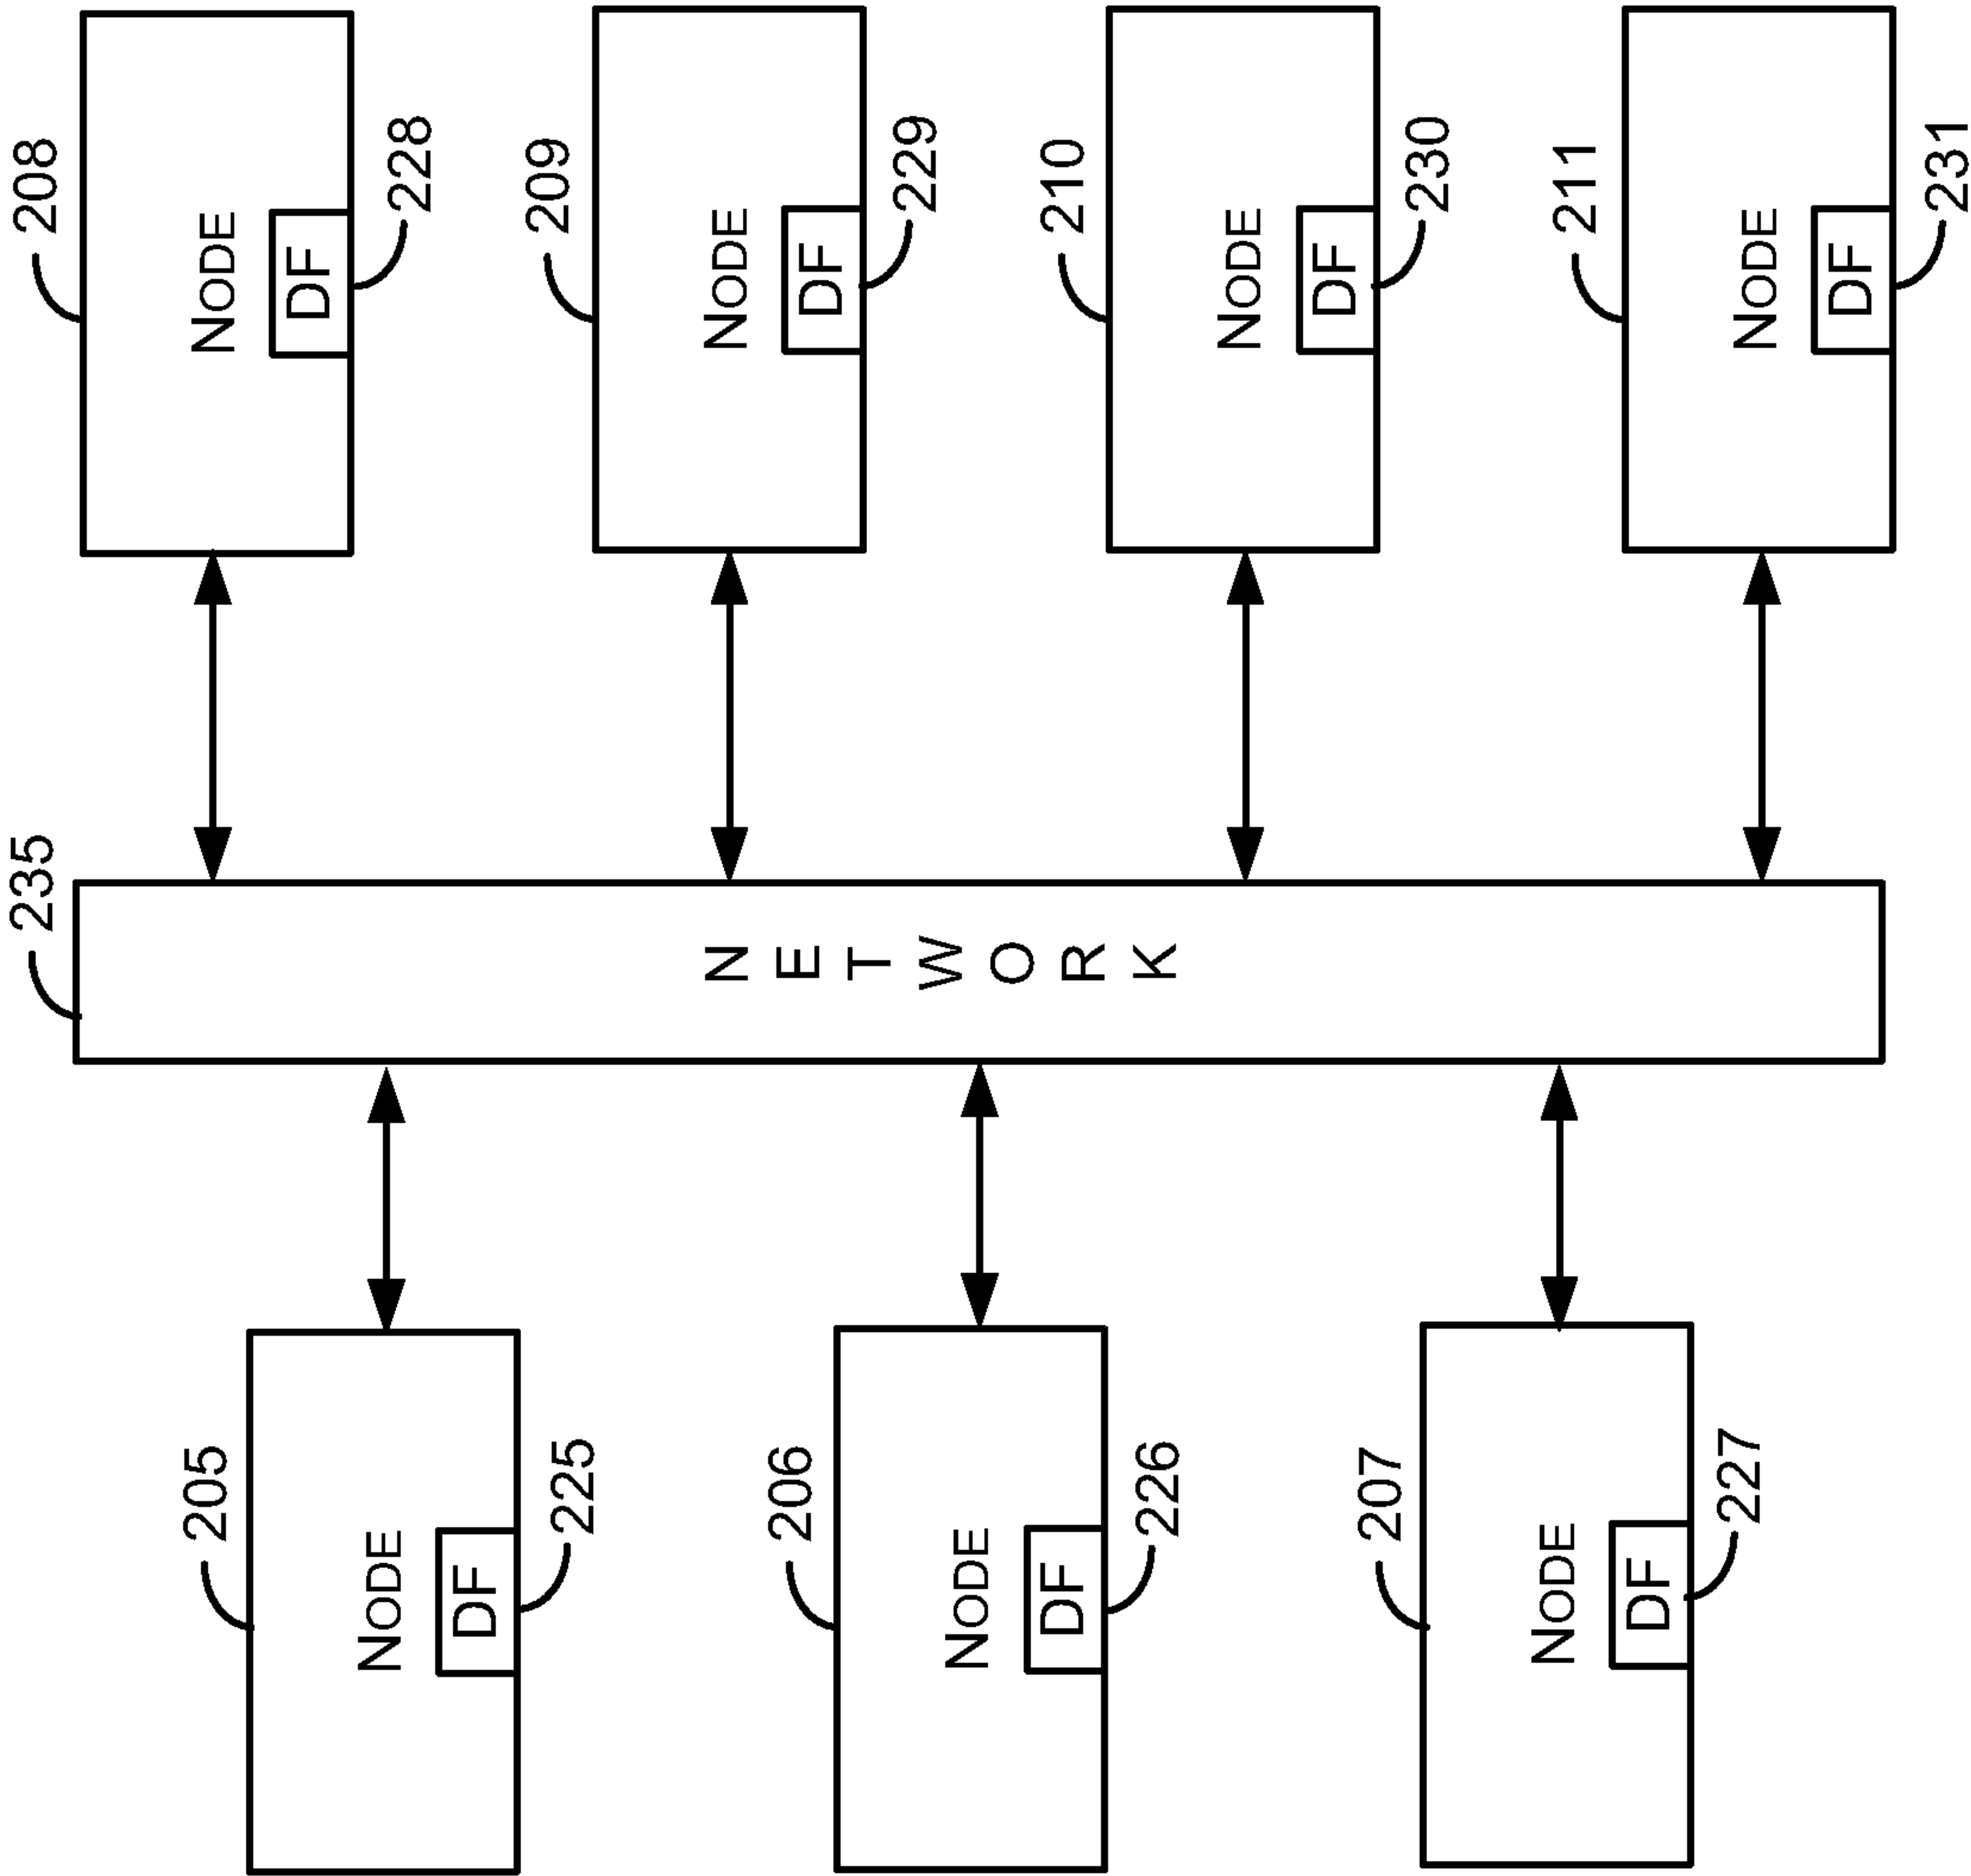 208
NODE
DF
228
209
NODE
DF
229
210
NODE
DF
230
211
NODE
DF
231
235
NETWORK
205
NODE
DF
225
206
NODE
DF
226
207
NODE
DF
227